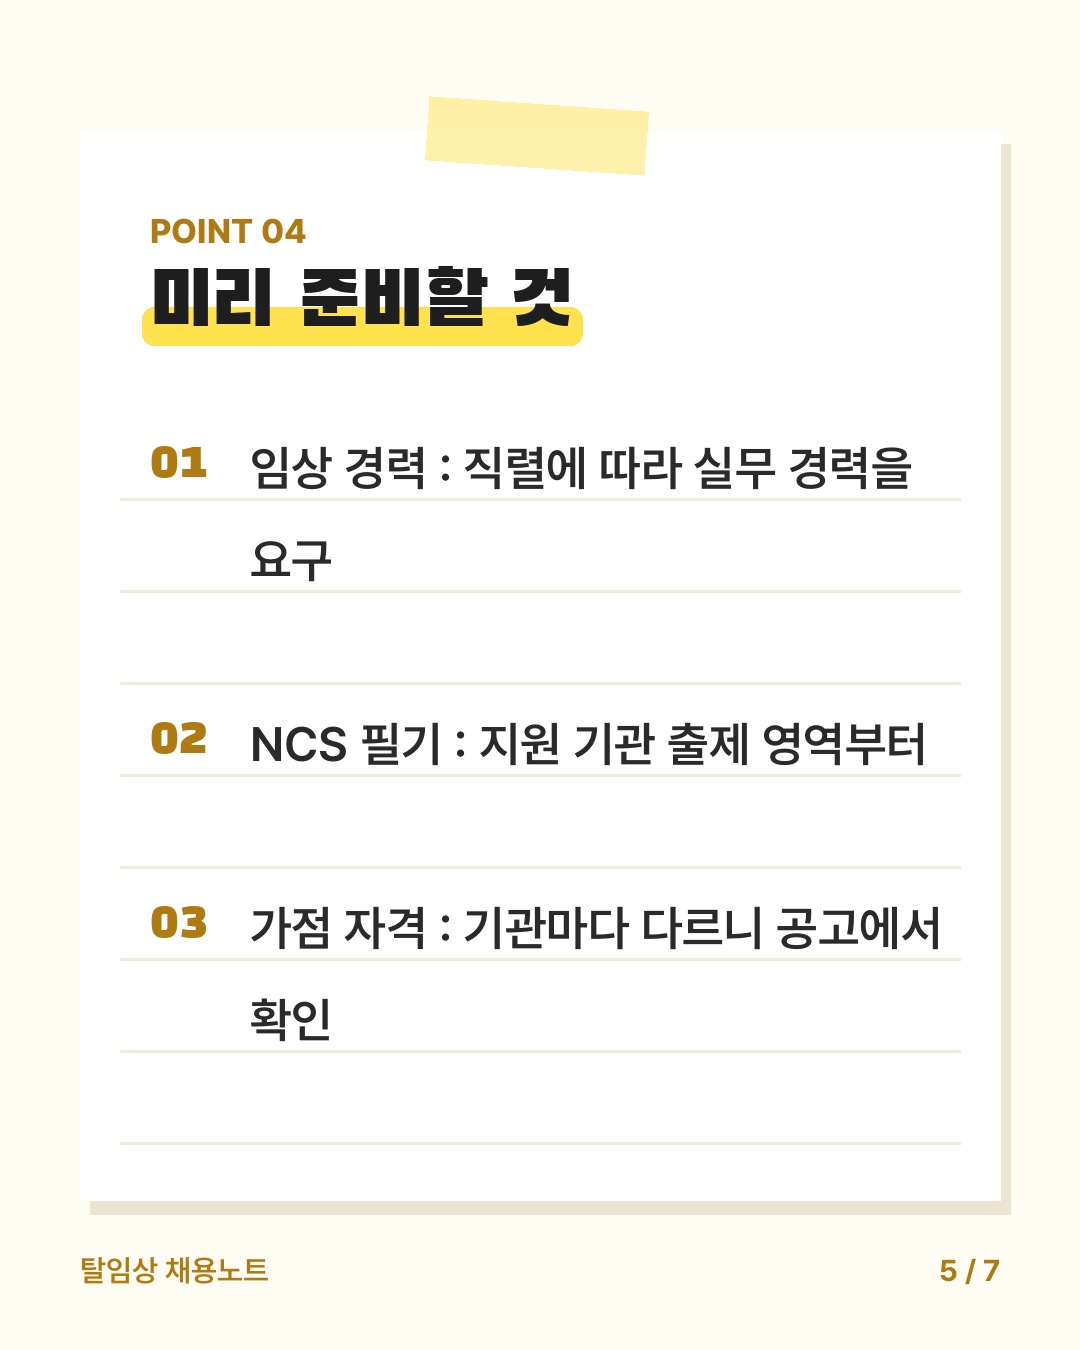 POINT 04
미리 준비할 것
01 임상 경력 : 직렬에 따라 실무 경력을
요구
02 NCS 필기 : 지원 기관 출제 영역부터
03 가점 자격 : 기관마다 다르니 공고에서
확인
탈임상 채용노트
5 / 7